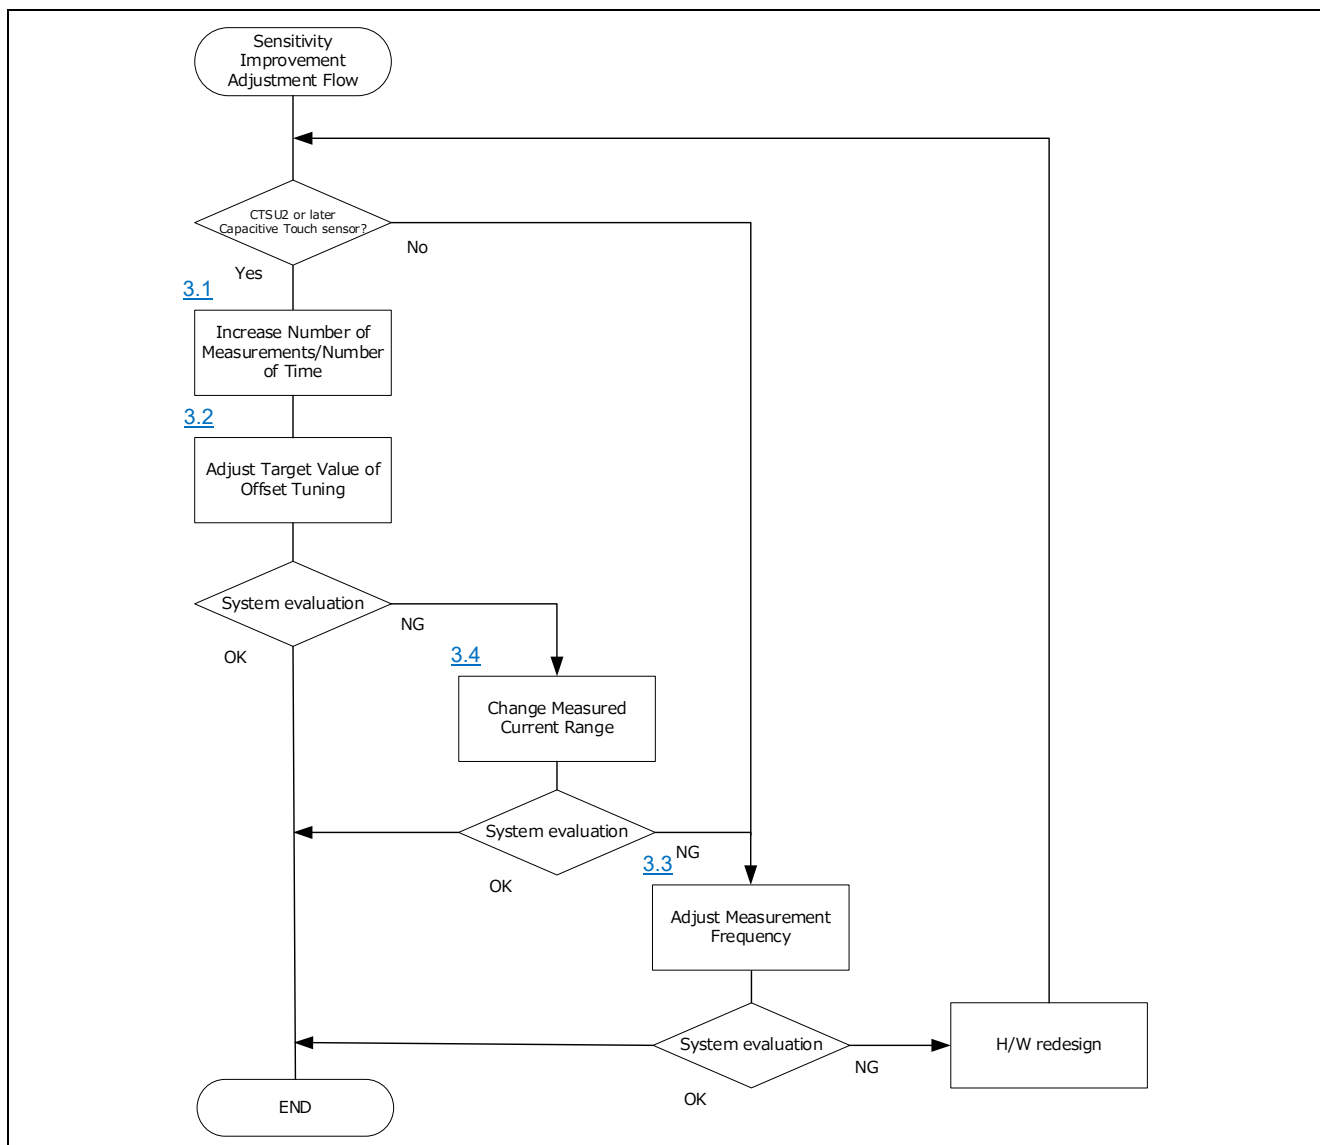 Sensitivity
Improvement
Adjustment Flow
CTSU2 or later
Capacitive Touch sensor?
No
Yes
3.1
Increase Number of
Measurements/Number
of Time
3.2
Adjust Target Value of
Offset Tuning
System evaluation
NG
OK
3.4
Change Measured
Current Range
System evaluation
NG
OK
3.3
Adjust Measurement
Frequency
System evaluation
NG
OK
H/W redesign
END